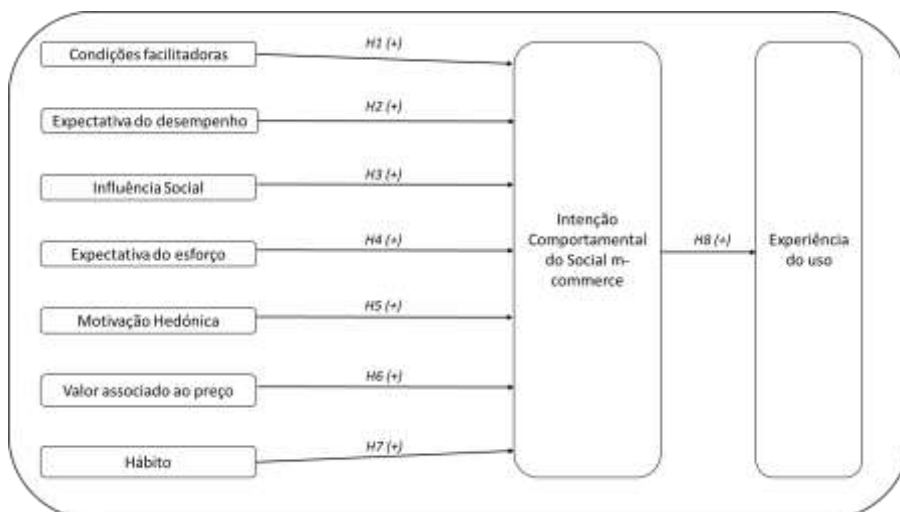 Condições facilitadoras
H1 (+)
Expectativa do desempenho
H2 (+)
Influência Social
H3 (+)
Expectativa do esforço
H4 (+)
Motivação Hedónica
H5 (+)
Valor associado ao preço
H6 (+)
Hábito
H7 (+)
Intenção
Comportamental
do Social m-
commerce
H8 (+)
Experiência
do uso